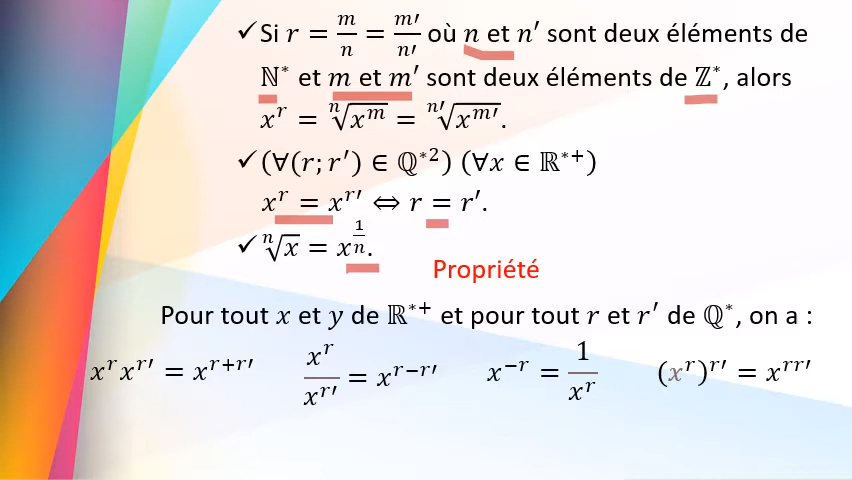 ✓Si r = m/n = m′/n′ où n et n′ sont deux éléments de
ℕ* et m et m′ sont deux éléments de ℤ*, alors
xʳ = ⁿ√(x^m) = ^(n′)√(x^(m′)).
✓(∀(r; r′) ∈ ℚ*²) (∀x ∈ ℝ*⁺)
x^r = x^(r′) ⇔ r = r′.
✓ⁿ√x = x^(1/n).
Propriété
Pour tout x et y de ℝ*⁺ et pour tout r et r′ de ℚ*, on a :
x^r x^(r′) = x^(r+r′) x^r/x^(r′) = x^(r−r′) x^(−r) = 1/x^r (x^r)^(r′) = x^(rr′)